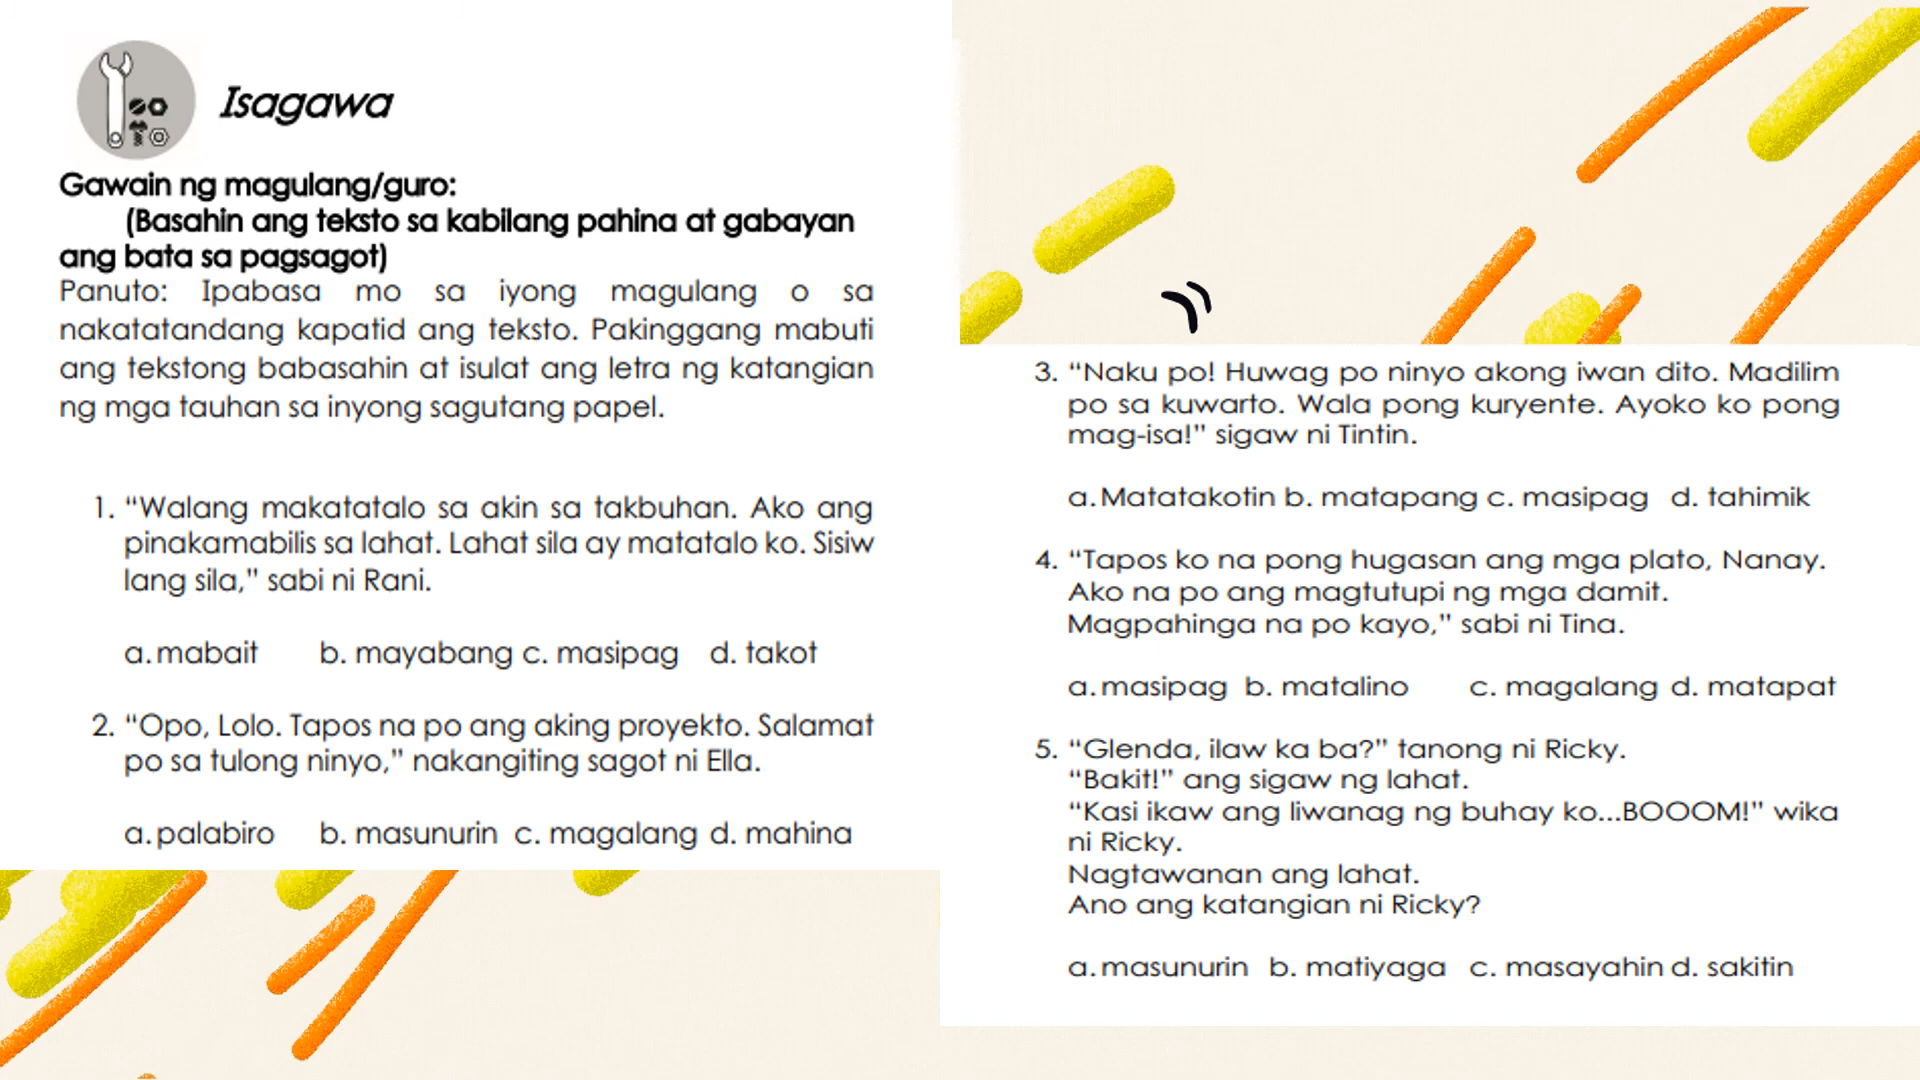 Isagawa
Gawain ng magulang/guro:
(Basahin ang teksto sa kabilang pahina at gabayan
ang bata sa pagsagot)
Panuto: Ipabasa mo sa iyong magulang o sa
nakatatandang kapatid ang teksto. Pakinggang mabuti
ang tekstong babasahin at isulat ang letra ng katangian
ng mga tauhan sa inyong sagutang papel.
1. “Walang makatatalo sa akin sa takbuhan. Ako ang
pinakamabilis sa lahat. Lahat sila ay matatalo ko. Sisiw
lang sila,” sabi ni Rani.
a. mabait b. mayabang c. masipag d. takot
2. “Opo, Lolo. Tapos na po ang aking proyekto. Salamat
po sa tulong ninyo,” nakangiting sagot ni Ella.
a. palabiro b. masunurin c. magalang d. mahina
3. “Naku po! Huwag po ninyo akong iwan dito. Madilim
po sa kuwarto. Wala pong kuryente. Ayoko ko pong
mag-isa!” sigaw ni Tintin.
a. Matatakotin b. matapang c. masipag d. tahimik
4. “Tapos ko na pong hugasan ang mga plato, Nanay.
Ako na po ang magtutupi ng mga damit.
Magpahinga na po kayo,” sabi ni Tina.
a. masipag b. matalino c. magalang d. matapat
5. “Glenda, ilaw ka ba?” tanong ni Ricky.
“Bakit!” ang sigaw ng lahat.
“Kasi ikaw ang liwanag ng buhay ko...BOOOM!” wika
ni Ricky.
Nagtawanan ang lahat.
Ano ang katangian ni Ricky?
a. masunurin b. matiyaga c. masayahin d. sakitin